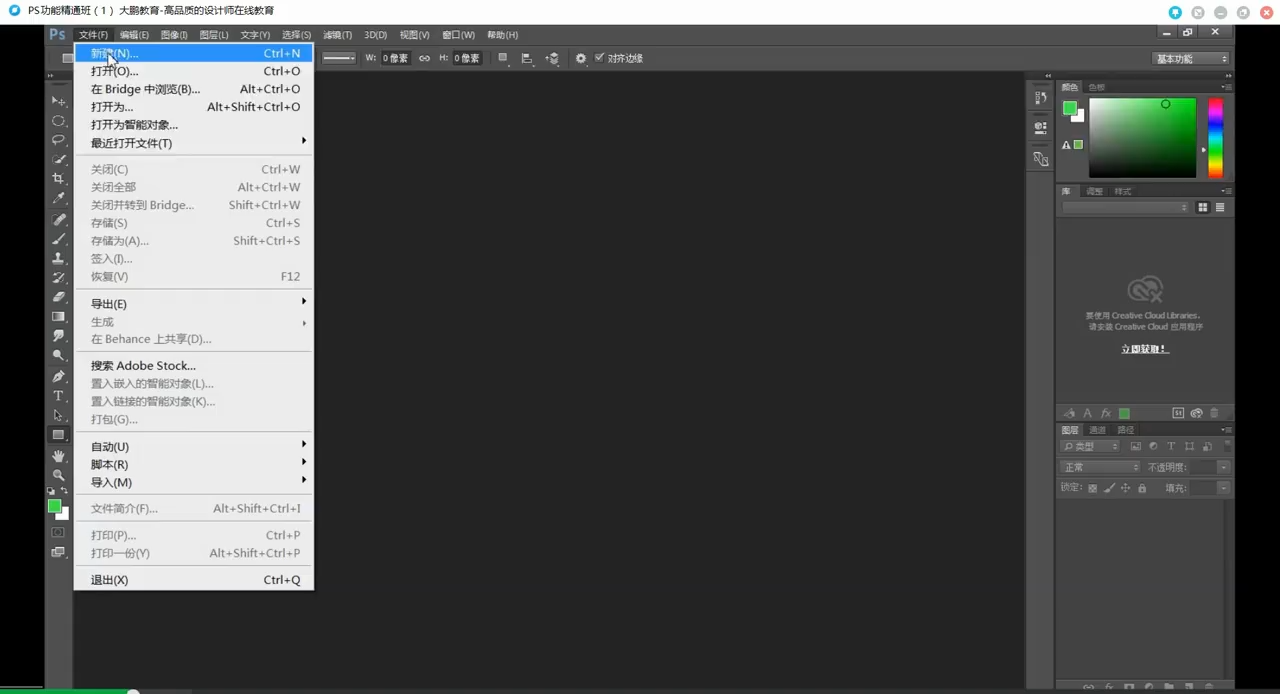 PS功能精通班（1）大鹏教育-高品质的设计师在线教育
Ps 文件(F) 编辑(E) 图像(I) 图层(L) 文字(Y) 选择(S) 滤镜(T) 3D(D) 视图(V) 窗口(W) 帮助(H)
W: 0 像素 H: 0 像素 对齐边缘 基本功能
新建(N)... Ctrl+N
打开(O)... Ctrl+O
在 Bridge 中浏览(B)... Alt+Ctrl+O
打开为... Alt+Shift+Ctrl+O
打开为智能对象...
最近打开文件(T)
关闭(C) Ctrl+W
关闭全部 Alt+Ctrl+W
关闭并转到 Bridge... Shift+Ctrl+W
存储(S) Ctrl+S
存储为(A)... Shift+Ctrl+S
签入(I)...
恢复(V) F12
导出(E)
生成
在 Behance 上共享(D)...
搜索 Adobe Stock...
置入嵌入的智能对象(L)...
置入链接的智能对象(K)...
打包(G)...
自动(U)
脚本(R)
导入(M)
文件简介(F)... Alt+Shift+Ctrl+I
打印(P)... Ctrl+P
打印一份(Y) Alt+Shift+Ctrl+P
退出(X) Ctrl+Q
颜色 色板
库 调整 样式
要使用 Creative Cloud Libraries,
请安装 Creative Cloud 应用程序
立即获取!
图层 通道 路径
类型
正常 不透明度:
锁定: 填充: